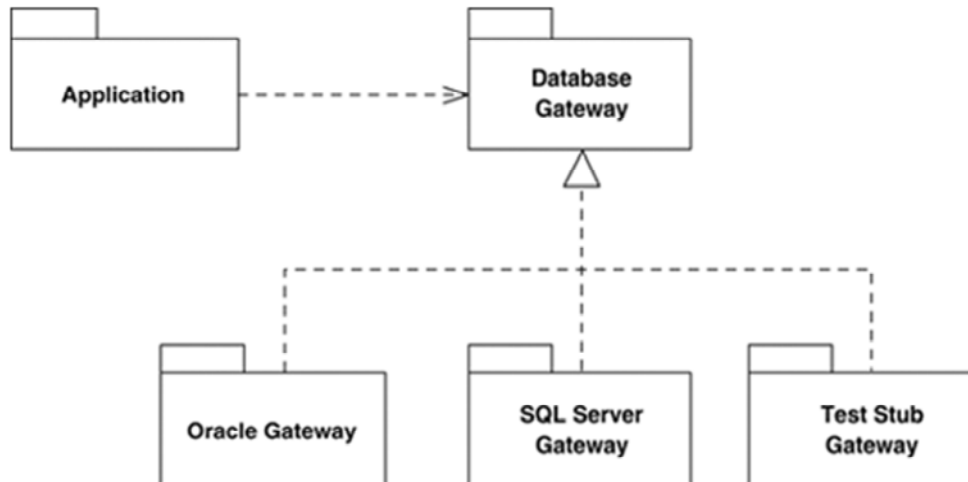 Application
Database
Gateway
Oracle Gateway
SQL Server
Gateway
Test Stub
Gateway